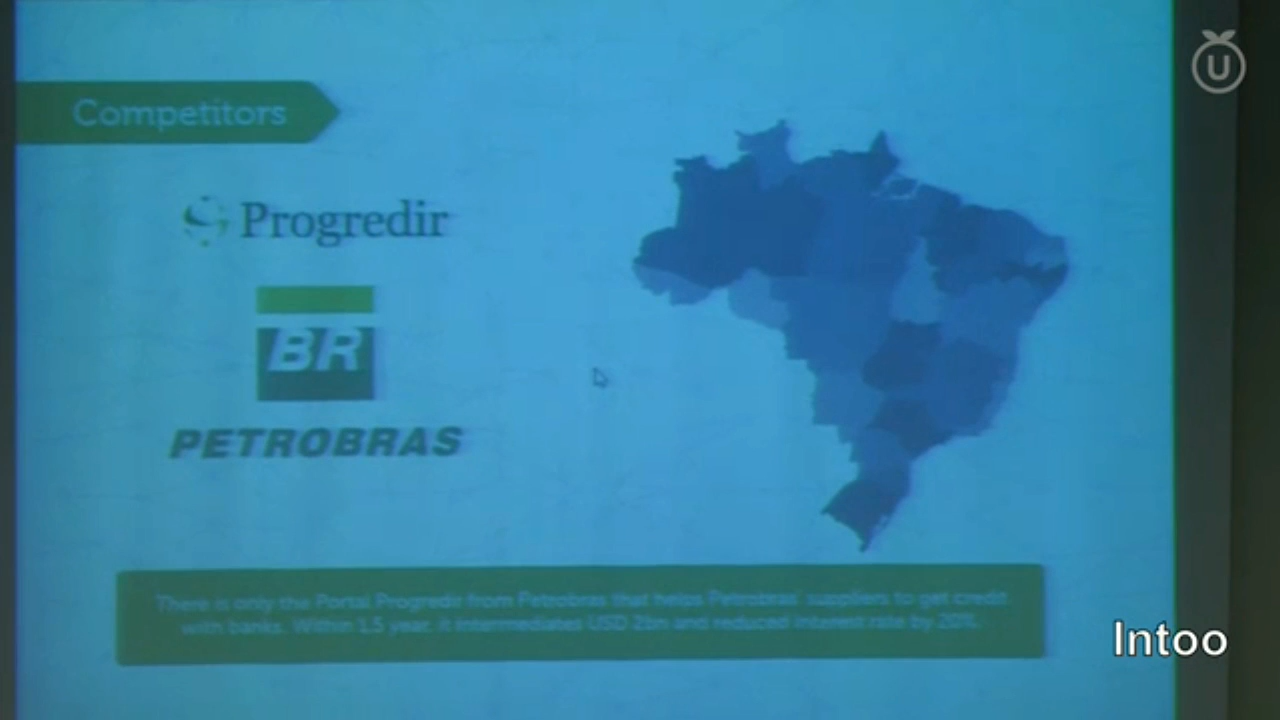 U
Competitors
Progredir
BR
PETROBRAS
There is only the Portal Progredir from Petrobras that helps Petrobras' suppliers to get credit
with banks. Within 1,5 year, it intermediates USD 2bn and reduced interest rate by 20%.
Intoo